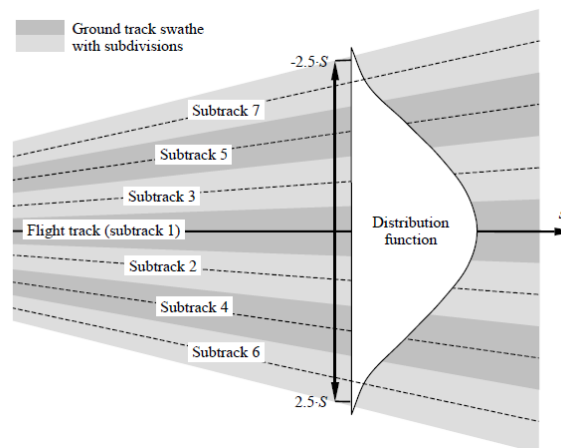 Ground track swathe
with subdivisions
-2.5·S
Subtrack 7
Subtrack 5
Subtrack 3
Flight track (subtrack 1)
Distribution
function
s
Subtrack 2
Subtrack 4
Subtrack 6
2.5·S